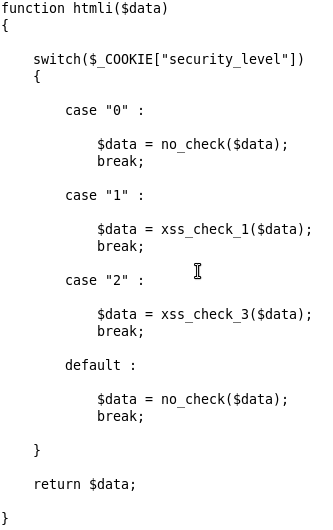 function htmli($data)
{
switch($_COOKIE["security_level"])
{
case "0" :
$data = no_check($data);
break;
case "1" :
$data = xss_check_1($data);
break;
case "2" :
$data = xss_check_3($data);
break;
default :
$data = no_check($data);
break;
}
return $data;
}